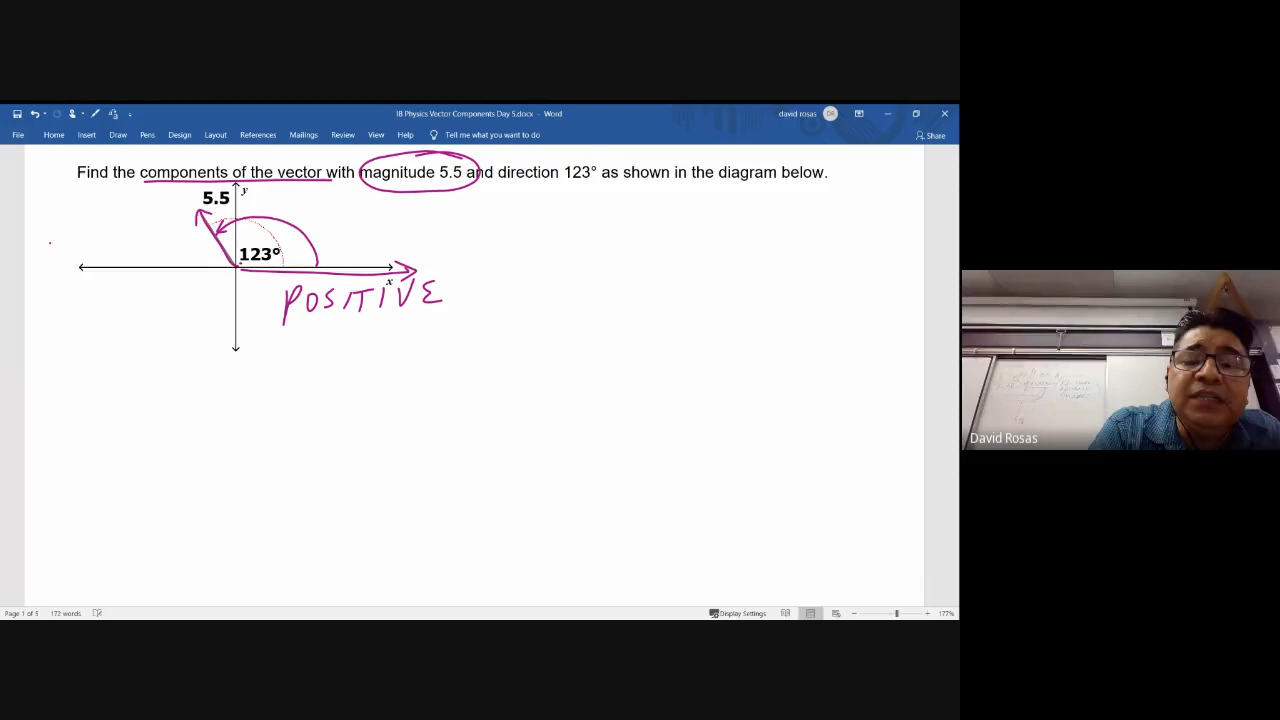 IB Physics Vector Components Day 5.docx - Word
david rosas
DR
File Home Insert Draw Pens Design Layout References Mailings Review View Help Tell me what you want to do
Share
Find the components of the vector with magnitude 5.5 and direction 123° as shown in the diagram below.
5.5
y
123°
x
POSITIVE
David Rosas
Page 1 of 5 172 words
Display Settings
177%